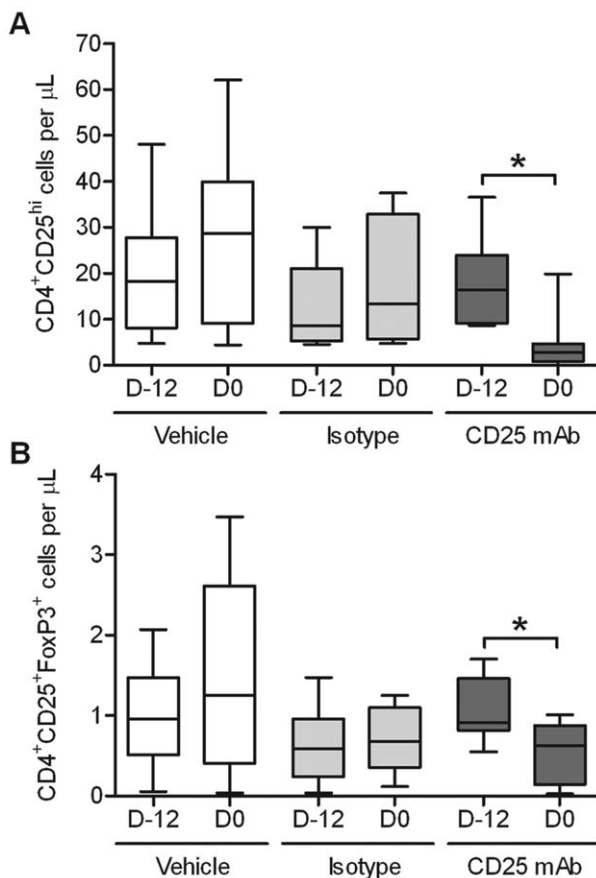 A
CD4⁺CD25ʰⁱ cells per μL
70
60
50
40
30
20
10
0
*
D-12 D0 D-12 D0 D-12 D0
Vehicle Isotype CD25 mAb
B
CD4⁺CD25⁺FoxP3⁺ cells per μL
4
3
2
1
0
*
D-12 D0 D-12 D0 D-12 D0
Vehicle Isotype CD25 mAb